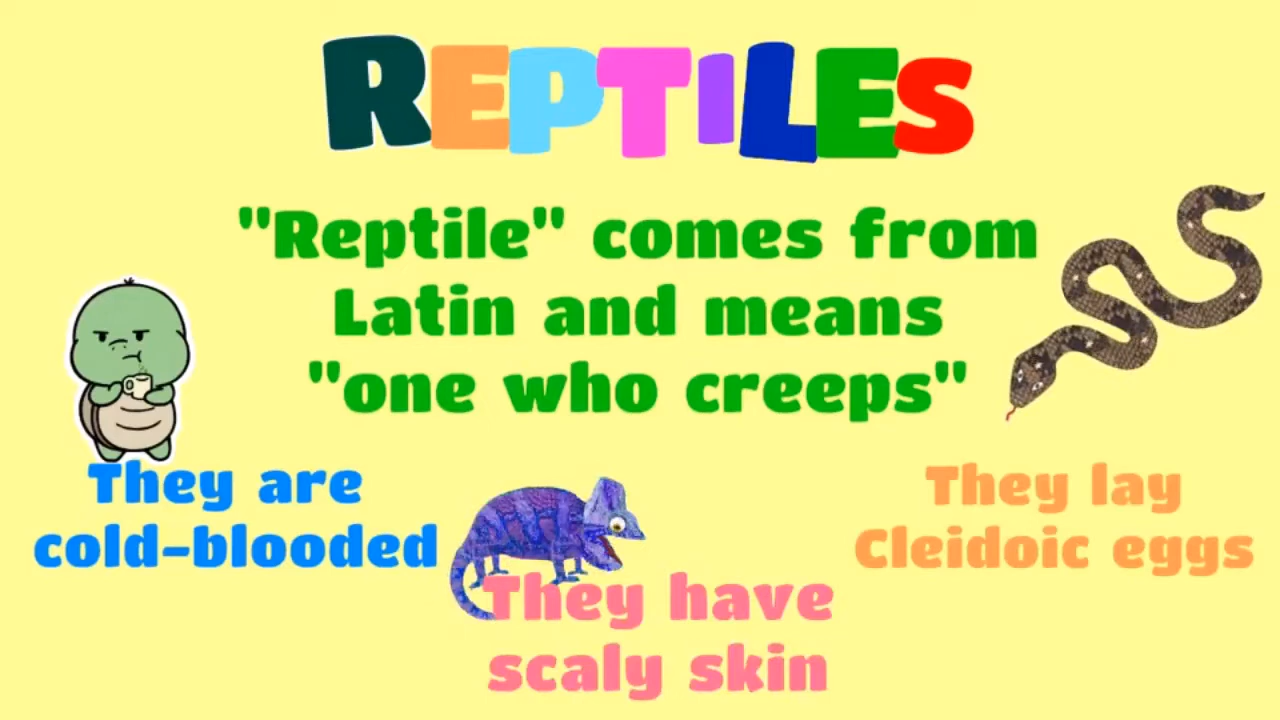 REPTILES
"Reptile" comes from
Latin and means
"one who creeps"
They are
cold-blooded
They lay
Cleidoic eggs
They have
scaly skin